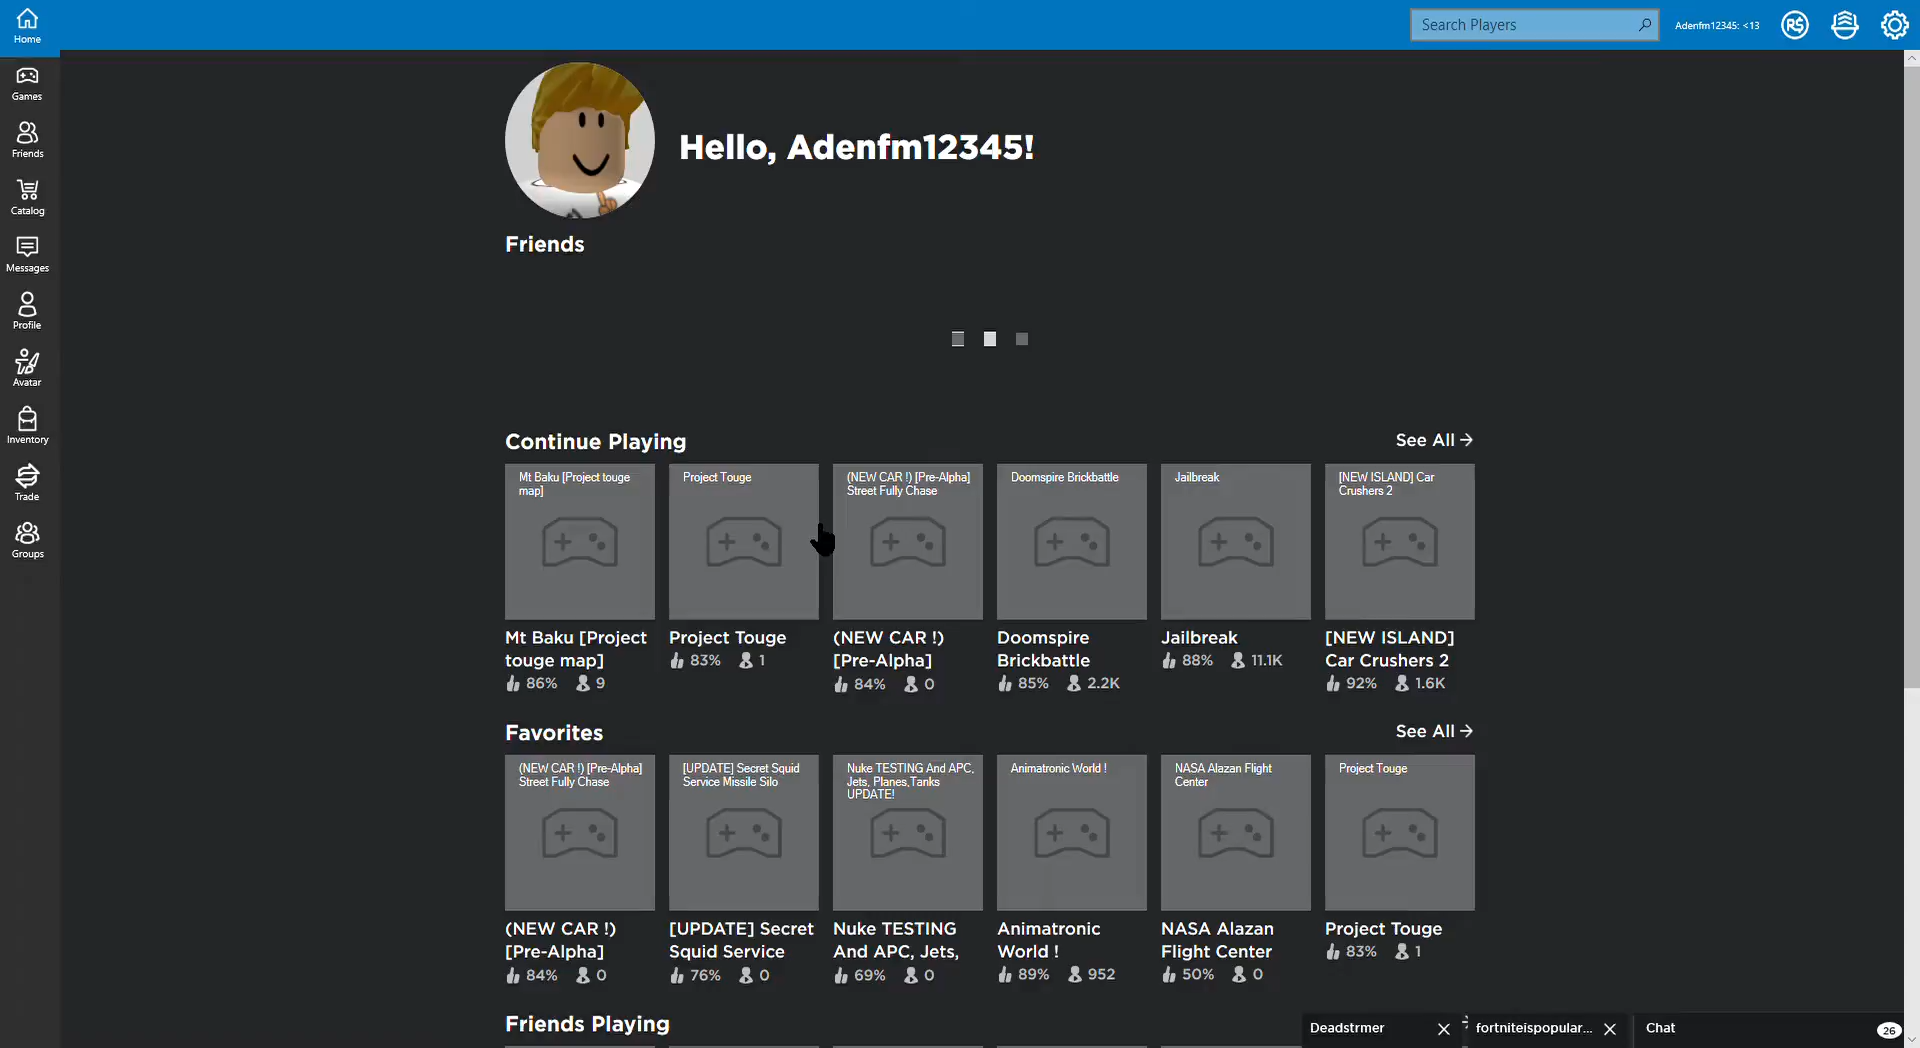 Home
Search Players
Adenfm12345: <13
R$
Games
Friends
Catalog
Messages
Profile
Avatar
Inventory
Trade
Groups
Hello, Adenfm12345!
Friends
Continue Playing
See All
Mt Baku [Project touge
map]
Project Touge
(NEW CAR !) [Pre-Alpha]
Street Fully Chase
Doomspire Brickbattle
Jailbreak
[NEW ISLAND] Car
Crushers 2
Mt Baku [Project
touge map]
86% 9
Project Touge
83% 1
(NEW CAR !)
[Pre-Alpha]
84% 0
Doomspire
Brickbattle
85% 2.2K
Jailbreak
88% 11.1K
[NEW ISLAND]
Car Crushers 2
92% 1.6K
Favorites
See All
(NEW CAR !) [Pre-Alpha]
Street Fully Chase
[UPDATE] Secret Squid
Service Missile Silo
Nuke TESTING And APC,
Jets, Planes,Tanks
UPDATE!
Animatronic World !
NASA Alazan Flight
Center
Project Touge
(NEW CAR !)
[Pre-Alpha]
84% 0
[UPDATE] Secret
Squid Service
76% 0
Nuke TESTING
And APC, Jets,
69% 0
Animatronic
World !
89% 952
NASA Alazan
Flight Center
50% 0
Project Touge
83% 1
Friends Playing
Deadstrmer
fortniteispopular...
Chat
26